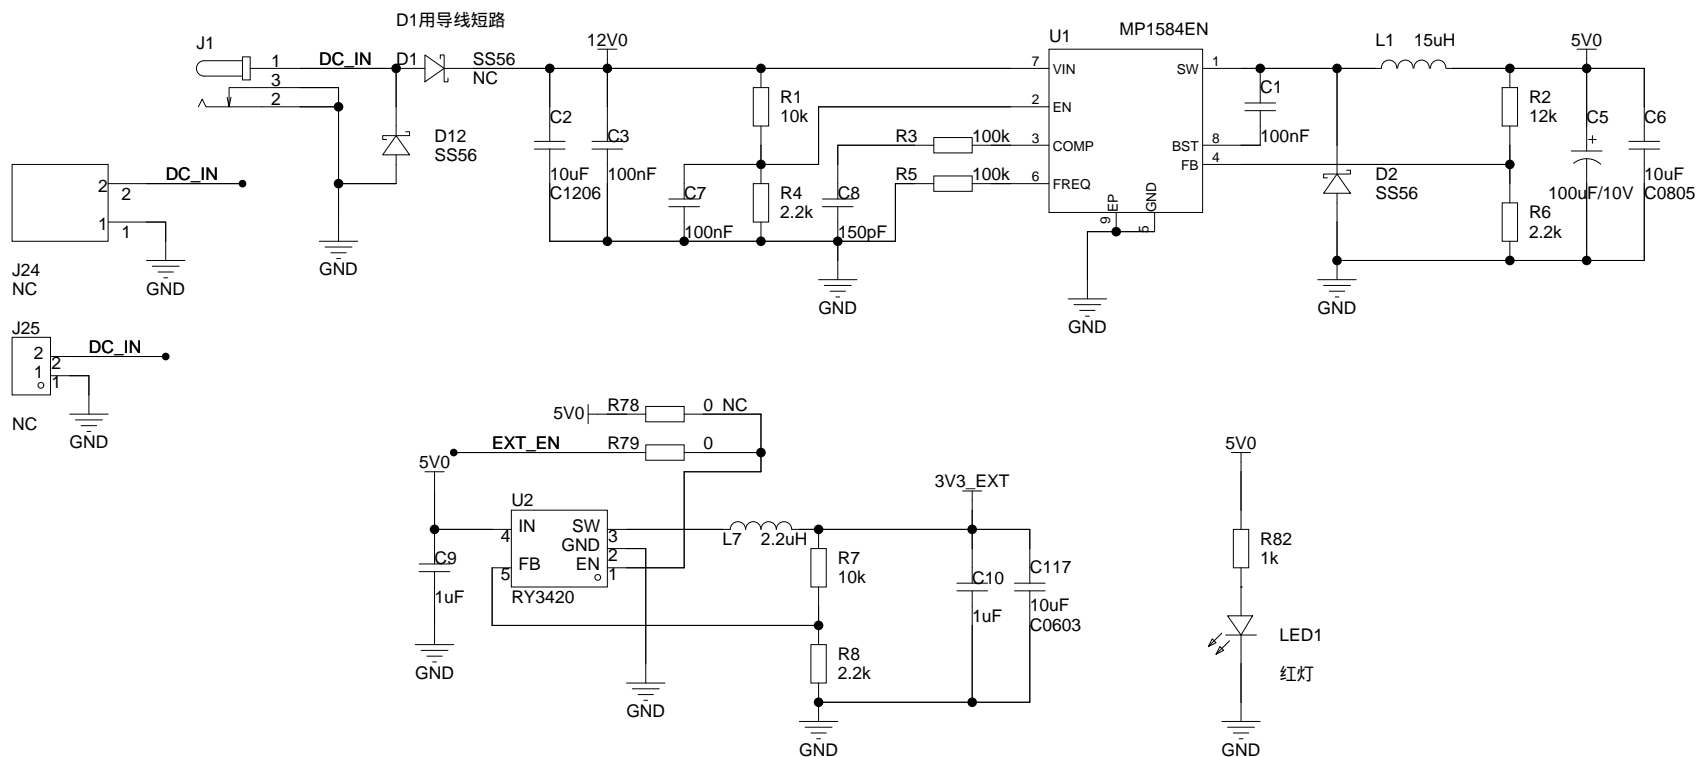 D1用导线短路
J1
1
3
2
DC_IN
D1
SS56
NC
12V0
D12
SS56
C2
10uF
C1206
C3
100nF
R1
10k
R4
2.2k
C7
100nF
C8
150pF
R3
100k
R5
100k
GND
GND
U1
MP1584EN
7
VIN
2
EN
3
COMP
6
FREQ
SW
1
BST
8
FB
4
EP
9
GND
5
GND
C1
100nF
L1
15uH
5V0
D2
SS56
R2
12k
R6
2.2k
C5
+
100uF/10V
C6
10uF
C0805
GND
2
2
1
1
DC_IN
GND
J24
NC
J25
2
2
1
1
DC_IN
GND
NC
5V0
R78
0
NC
EXT_EN
R79
0
5V0
U2
IN
4
FB
5
SW
3
GND
2
EN
1
RY3420
C9
1uF
GND
GND
L7
2.2uH
R7
10k
R8
2.2k
GND
3V3_EXT
C10
1uF
C117
10uF
C0603
5V0
R82
1k
LED1
红灯
GND